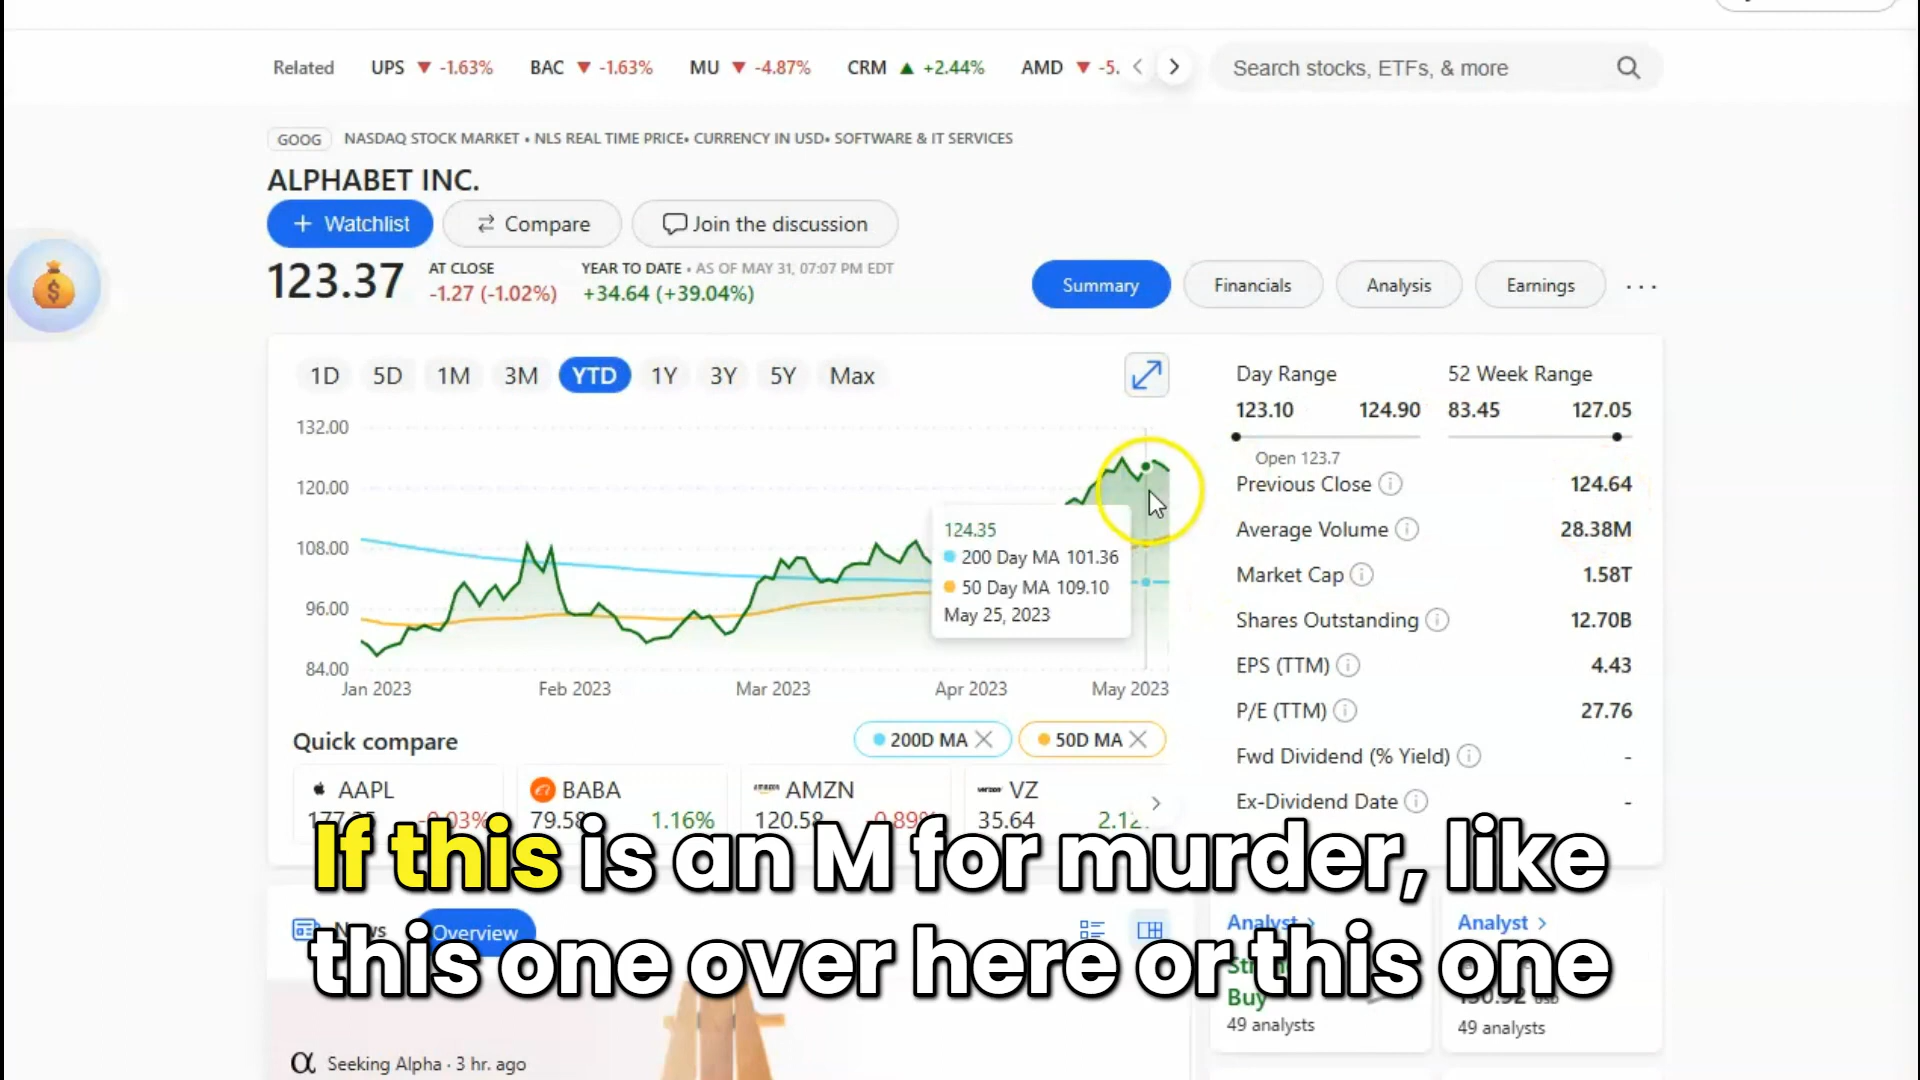 Related UPS ▼ -1.63% BAC ▼ -1.63% MU ▼ -4.87% CRM ▲ +2.44% AMD ▼ -5. Search stocks, ETFs, & more
GOOG NASDAQ STOCK MARKET • NLS REAL TIME PRICE• CURRENCY IN USD• SOFTWARE & IT SERVICES
ALPHABET INC.
+ Watchlist Compare Join the discussion
123.37 AT CLOSE -1.27 (-1.02%) YEAR TO DATE • AS OF MAY 31, 07:07 PM EDT +34.64 (+39.04%)
Summary Financials Analysis Earnings ...
1D 5D 1M 3M YTD 1Y 3Y 5Y Max
132.00
120.00
108.00
96.00
84.00
Jan 2023 Feb 2023 Mar 2023 Apr 2023 May 2023
124.35
200 Day MA 101.36
50 Day MA 109.10
May 25, 2023
Day Range 52 Week Range
123.10 124.90 83.45 127.05
Open 123.7
Previous Close 124.64
Average Volume 28.38M
Market Cap 1.58T
Shares Outstanding 12.70B
EPS (TTM) 4.43
P/E (TTM) 27.76
Fwd Dividend (% Yield) -
Ex-Dividend Date -
Quick compare 200D MA 50D MA
AAPL BABA AMZN VZ
79.58 1.16% 120.58 -0.89% 35.64 2.12
If this is an M for murder, like
this one over here or this one
News Overview
Analyst > Analyst >
Buy
49 analysts 49 analysts
Seeking Alpha · 3 hr. ago